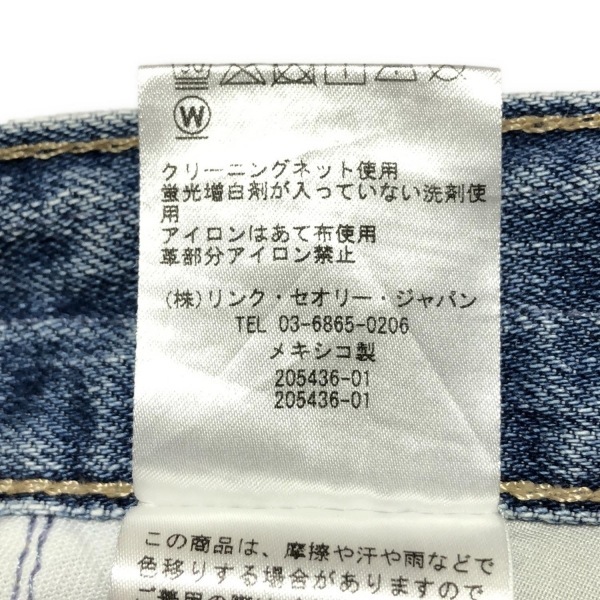 W
クリーニングネット使用
蛍光増白剤が入っていない洗剤使
用
アイロンはあて布使用
革部分アイロン禁止
(株)リンク・セオリー・ジャパン
TEL 03-6865-0206
メキシコ製
205436-01
205436-01
この商品は、摩擦や汗や雨などで
色移りする場合がありますので